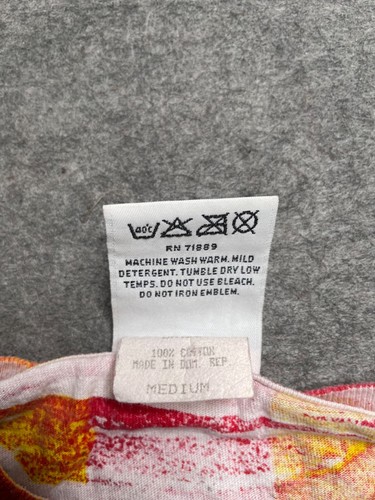 40°C
RN 71889
MACHINE WASH WARM. MILD
DETERGENT. TUMBLE DRY LOW
TEMPS. DO NOT USE BLEACH.
DO NOT IRON EMBLEM.
100% COTTON
MADE IN DOM. REP.
MEDIUM